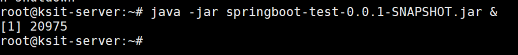 root@ksit-server:~# java -jar springboot-test-0.0.1-SNAPSHOT.jar &
[1] 20975
root@ksit-server:~#